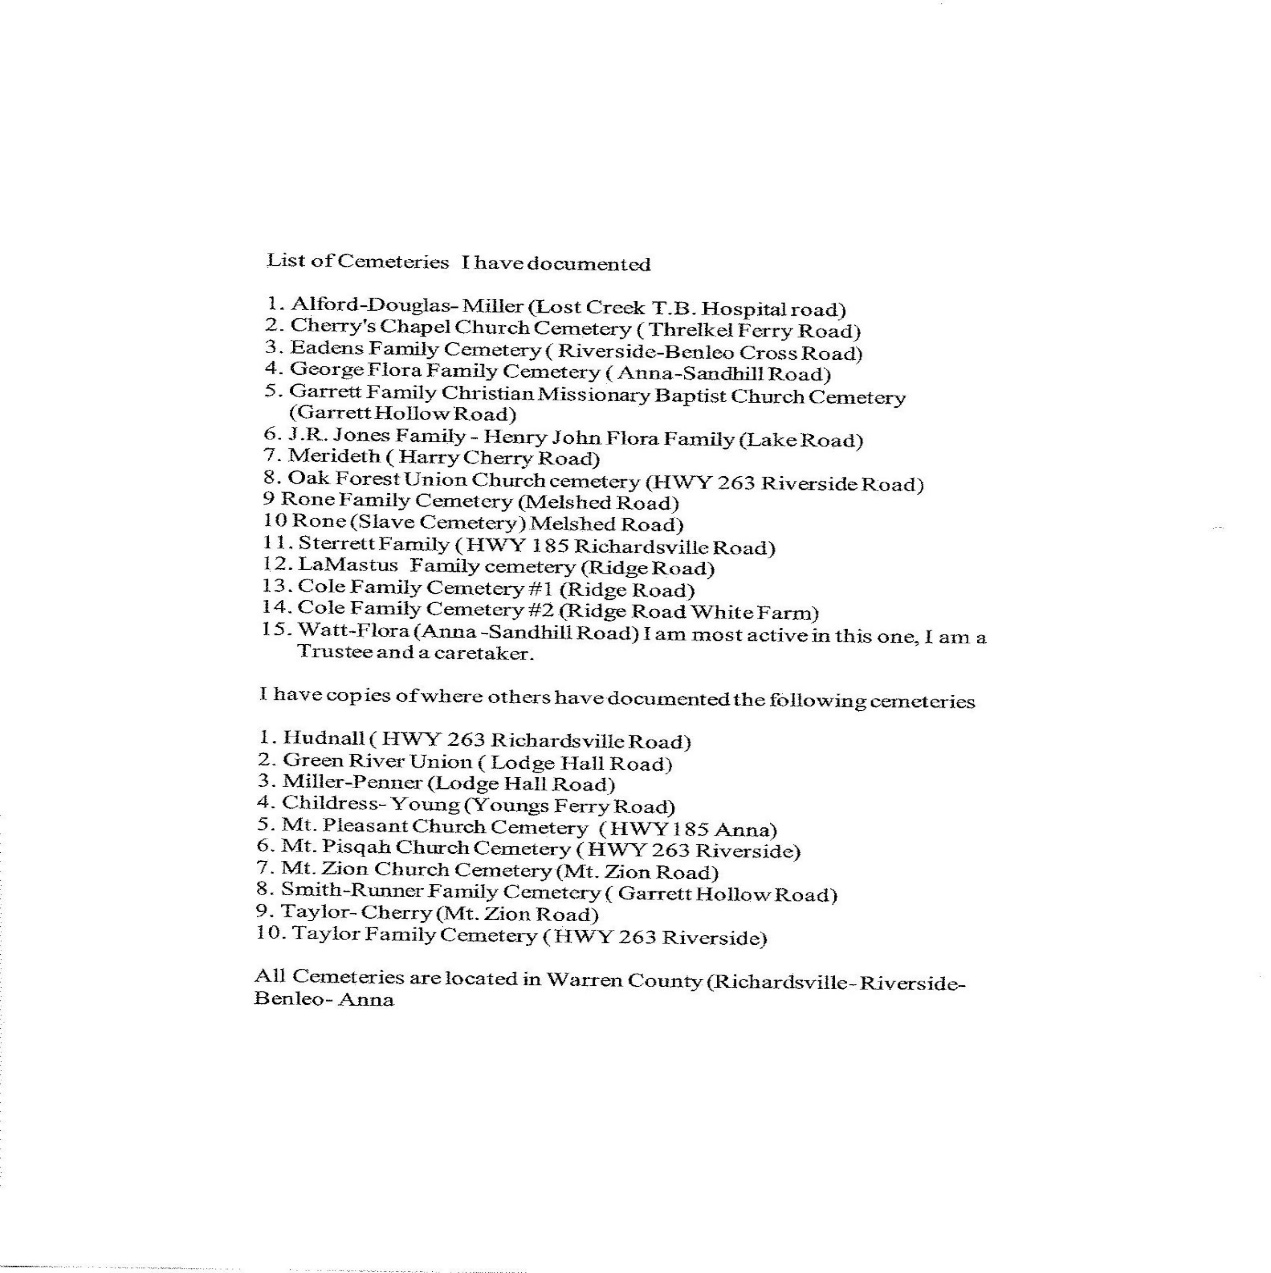 List of Cemeteries I have documented
1. Alford-Douglas- Miller (Lost Creek T.B. Hospital road)
2. Cherry's Chapel Church Cemetery ( Threlkel Ferry Road)
3. Eadens Family Cemetery ( Riverside-Benleo Cross Road)
4. George Flora Family Cemetery ( Anna-Sandhill Road)
5. Garrett Family Christian Missionary Baptist Church Cemetery
(Garrett Hollow Road)
6. J.R. Jones Family - Henry John Flora Family (Lake Road)
7. Merideth ( Harry Cherry Road)
8. Oak Forest Union Church cemetery (HWY 263 Riverside Road)
9 Rone Family Cemetery (Melshed Road)
10 Rone (Slave Cemetery) Melshed Road)
11. Sterrett Family ( HWY 185 Richardsville Road)
12. LaMastus Family cemetery (Ridge Road)
13. Cole Family Cemetery #1 (Ridge Road)
14. Cole Family Cemetery #2 (Ridge Road White Farm)
15. Watt-Flora (Anna -Sandhill Road) I am most active in this one, I am a
Trustee and a caretaker.
I have copies of where others have documented the following cemeteries
1. Hudnall ( HWY 263 Richardsville Road)
2. Green River Union ( Lodge Hall Road)
3. Miller-Penner (Lodge Hall Road)
4. Childress- Young (Youngs Ferry Road)
5. Mt. Pleasant Church Cemetery ( HWY 185 Anna)
6. Mt. Pisqah Church Cemetery ( HWY 263 Riverside)
7. Mt. Zion Church Cemetery (Mt. Zion Road)
8. Smith-Runner Family Cemetery ( Garrett Hollow Road)
9. Taylor- Cherry (Mt. Zion Road)
10. Taylor Family Cemetery ( HWY 263 Riverside)
All Cemeteries are located in Warren County (Richardsville- Riverside-
Benleo- Anna